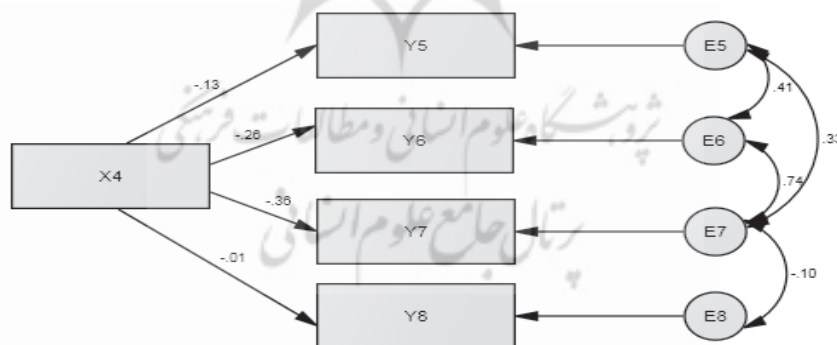 Y5
E5
-.13
.41
پژوهشگاه علوم انسانی و مطالعات فرهنگی
-.26
Y6
E6
.33
X4
.74
-.36
Y7
E7
پرتال جامع علوم انسانی
-.01
-.10
Y8
E8